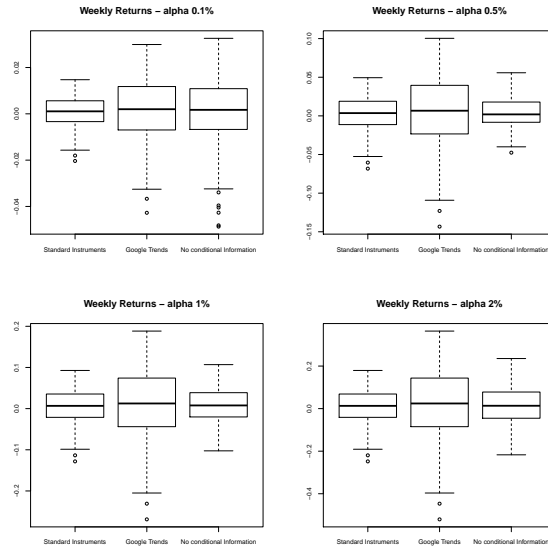 Weekly Returns – alpha 0.1%
0.02
0.00
−0.02
−0.04
Standard Instruments Google Trends No conditional Information
Weekly Returns – alpha 0.5%
0.10
0.05
0.00
−0.05
−0.10
−0.15
Standard Instruments Google Trends No conditional Information
Weekly Returns – alpha 1%
0.2
0.1
0.0
−0.1
−0.2
Standard Instruments Google Trends No conditional Information
Weekly Returns – alpha 2%
0.2
0.0
−0.2
−0.4
Standard Instruments Google Trends No conditional Information